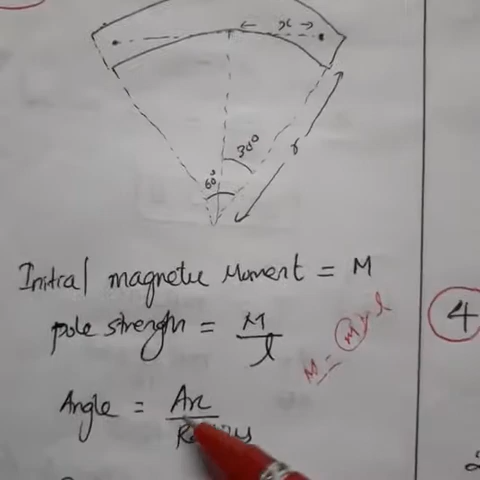 x
30°
60°
r
Initial magnetic Moment = M
pole strength = M/l
M = m x l
Angle = Arc/Radius
4